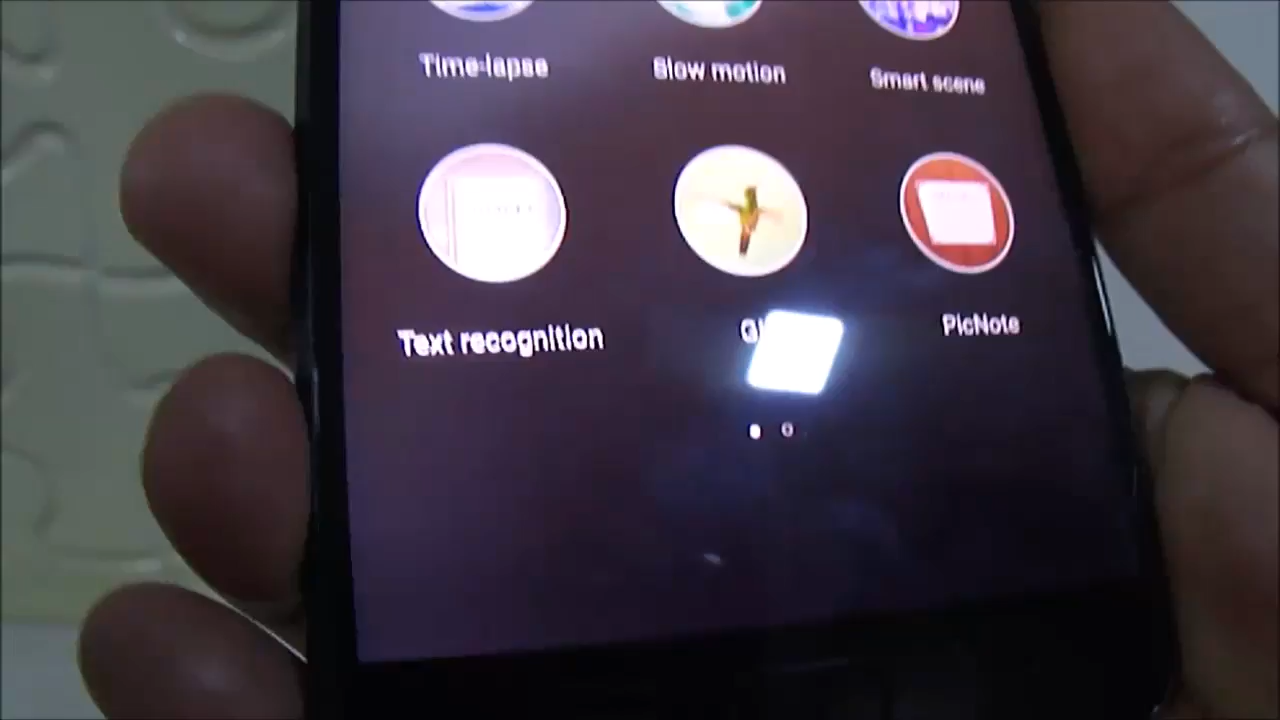 Time-lapse
Slow motion
Smart scene
Text recognition
PicNote